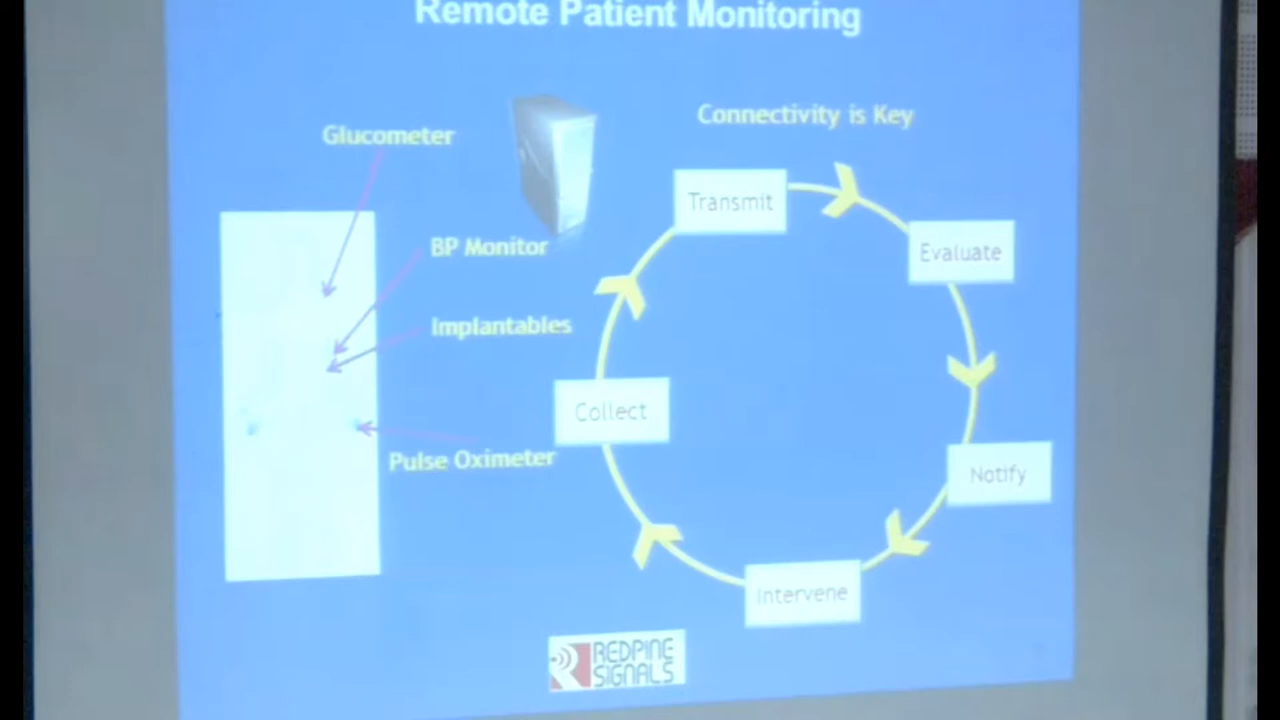 Remote Patient Monitoring
Connectivity is Key
Glucometer
BP Monitor
Implantables
Pulse Oximeter
Transmit
Evaluate
Collect
Notify
Intervene
REDPINE
SIGNALS